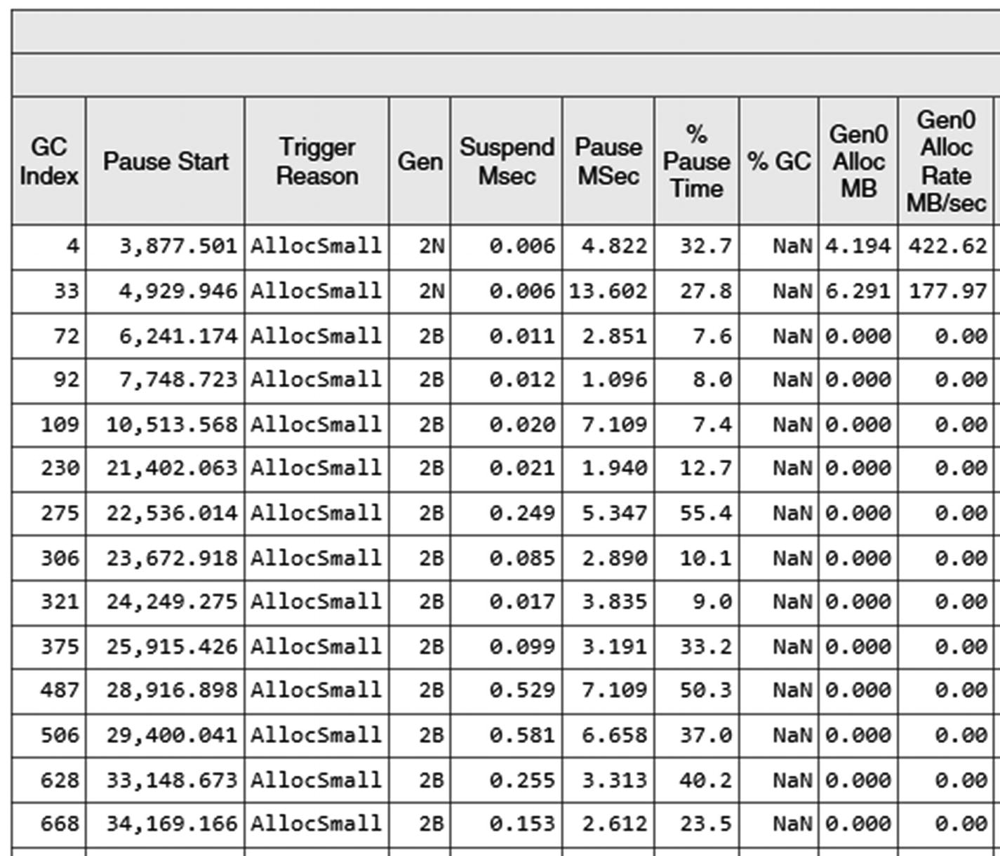 GC Index | Pause Start | Trigger Reason | Gen | Suspend Msec | Pause MSec | % Pause Time | % GC | Gen0 Alloc MB | Gen0 Alloc Rate MB/sec
4 | 3,877.501 | AllocSmall | 2N | 0.006 | 4.822 | 32.7 | NaN | 4.194 | 422.62
33 | 4,929.946 | AllocSmall | 2N | 0.006 | 13.602 | 27.8 | NaN | 6.291 | 177.97
72 | 6,241.174 | AllocSmall | 2B | 0.011 | 2.851 | 7.6 | NaN | 0.000 | 0.00
92 | 7,748.723 | AllocSmall | 2B | 0.012 | 1.096 | 8.0 | NaN | 0.000 | 0.00
109 | 10,513.568 | AllocSmall | 2B | 0.020 | 7.109 | 7.4 | NaN | 0.000 | 0.00
230 | 21,402.063 | AllocSmall | 2B | 0.021 | 1.940 | 12.7 | NaN | 0.000 | 0.00
275 | 22,536.014 | AllocSmall | 2B | 0.249 | 5.347 | 55.4 | NaN | 0.000 | 0.00
306 | 23,672.918 | AllocSmall | 2B | 0.085 | 2.890 | 10.1 | NaN | 0.000 | 0.00
321 | 24,249.275 | AllocSmall | 2B | 0.017 | 3.835 | 9.0 | NaN | 0.000 | 0.00
375 | 25,915.426 | AllocSmall | 2B | 0.099 | 3.191 | 33.2 | NaN | 0.000 | 0.00
487 | 28,916.898 | AllocSmall | 2B | 0.529 | 7.109 | 50.3 | NaN | 0.000 | 0.00
506 | 29,400.041 | AllocSmall | 2B | 0.581 | 6.658 | 37.0 | NaN | 0.000 | 0.00
628 | 33,148.673 | AllocSmall | 2B | 0.255 | 3.313 | 40.2 | NaN | 0.000 | 0.00
668 | 34,169.166 | AllocSmall | 2B | 0.153 | 2.612 | 23.5 | NaN | 0.000 | 0.00